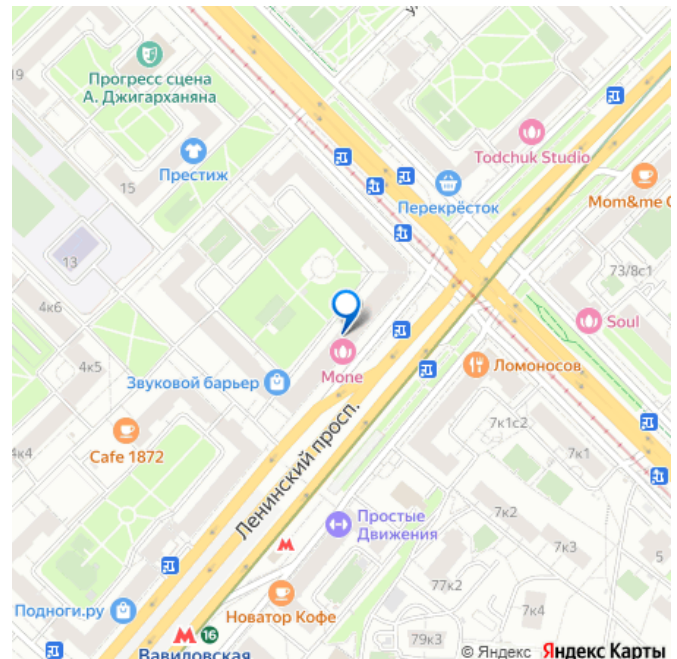 19
Прогресс сцена
А. Джигарханяна
Todchuk Studio
Престиж
15
Перекрёсток
Mom&me C
13
73/8с1
4к6
Soul
4к5
Mone
Звуковой барьер
Ломоносов
Ленинский просп.
7к1с2
Cafe 1872
4к4
7к1
7к2
Простые
Движения
7к3
5
77к2
Подноги.ру
Новатор Кофе
7к4
16
79к3
Вавиловская
© Яндекс Яндекс Карты